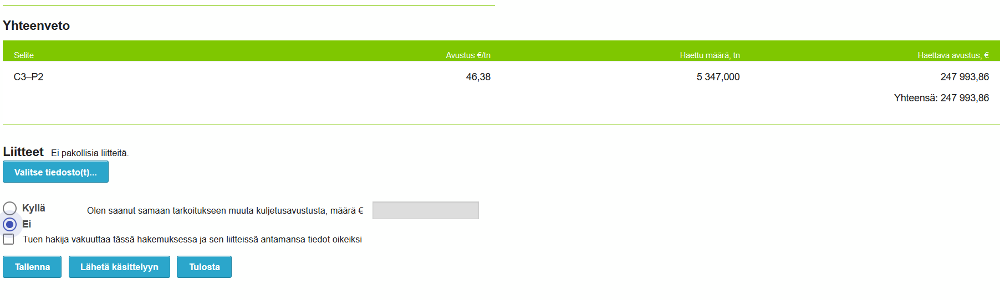 Yhteenveto
Selite Avustus €/tn Haettu määrä, tn Haettava avustus, €
C3–P2 46,38 5 347,000 247 993,86
Yhteensä: 247 993,86
Liitteet Ei pakollisia liitteitä.
Valitse tiedosto(t)...
Kyllä Olen saanut samaan tarkoitukseen muuta kuljetusavustusta, määrä €
Ei
Tuen hakija vakuuttaa tässä hakemuksessa ja sen liitteissä antamansa tiedot oikeiksi
Tallenna Lähetä käsittelyyn Tulosta